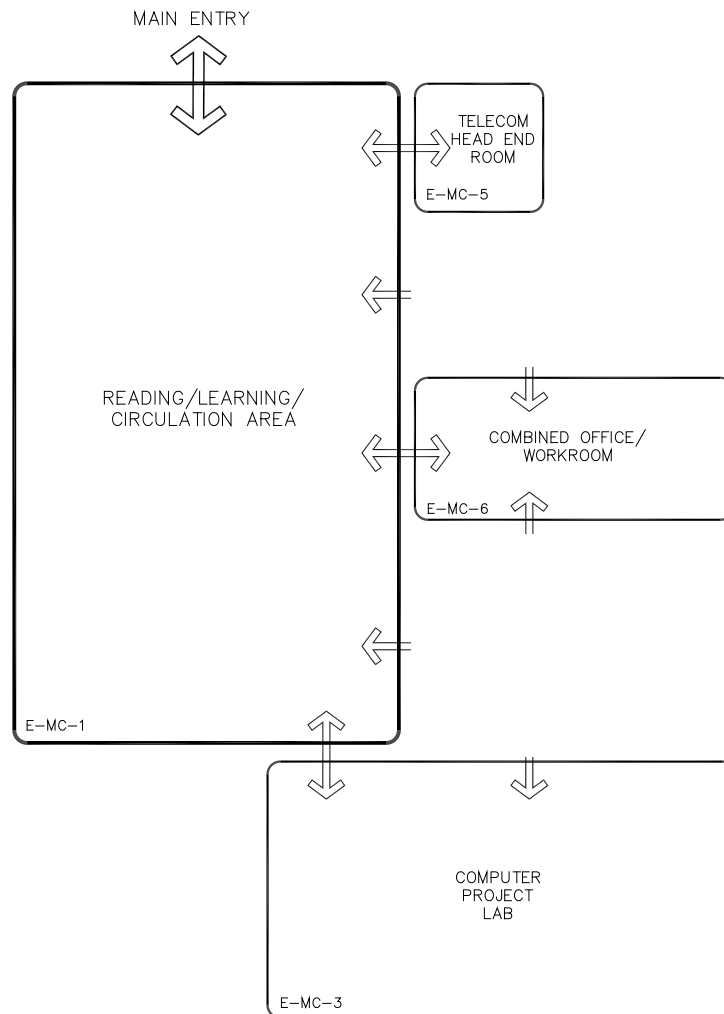 MAIN ENTRY
TELECOM
HEAD END
ROOM
E-MC-5
READING/LEARNING/
CIRCULATION AREA
COMBINED OFFICE/
WORKROOM
E-MC-6
E-MC-1
COMPUTER
PROJECT
LAB
E-MC-3